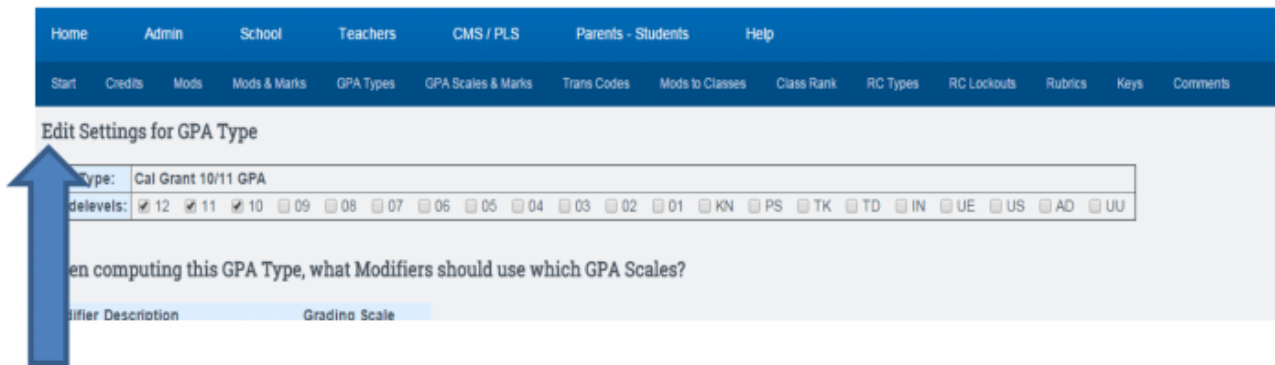 Home Admin School Teachers CMS / PLS Parents - Students Help
Start Credits Mods Mods & Marks GPA Types GPA Scales & Marks Trans Codes Mods to Classes Class Rank RC Types RC Lockouts Rubrics Keys Comments
Edit Settings for GPA Type
Type: Cal Grant 10/11 GPA
delevels: 12 11 10 09 08 07 06 05 04 03 02 01 KN PS TK TD IN UE US AD UU
en computing this GPA Type, what Modifiers should use which GPA Scales?
difier Description Grading Scale